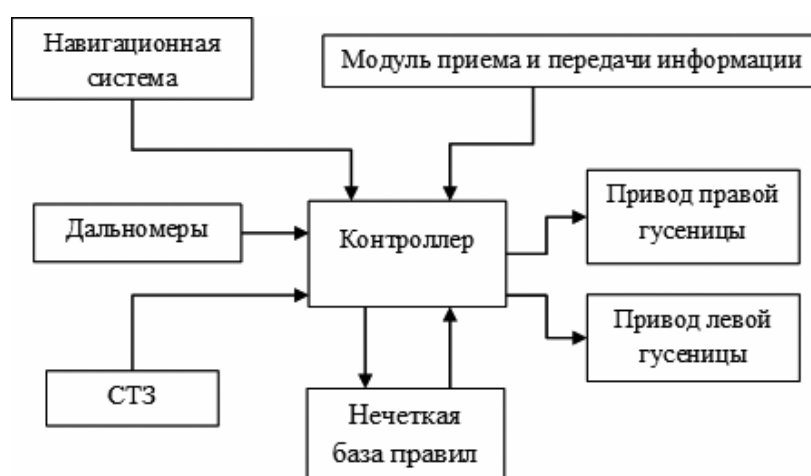 Навигационная
система
Модуль приема и передачи информации
Дальномеры
Контроллер
Привод правой
гусеницы
Привод левой
гусеницы
СТЗ
Нечеткая
база правил